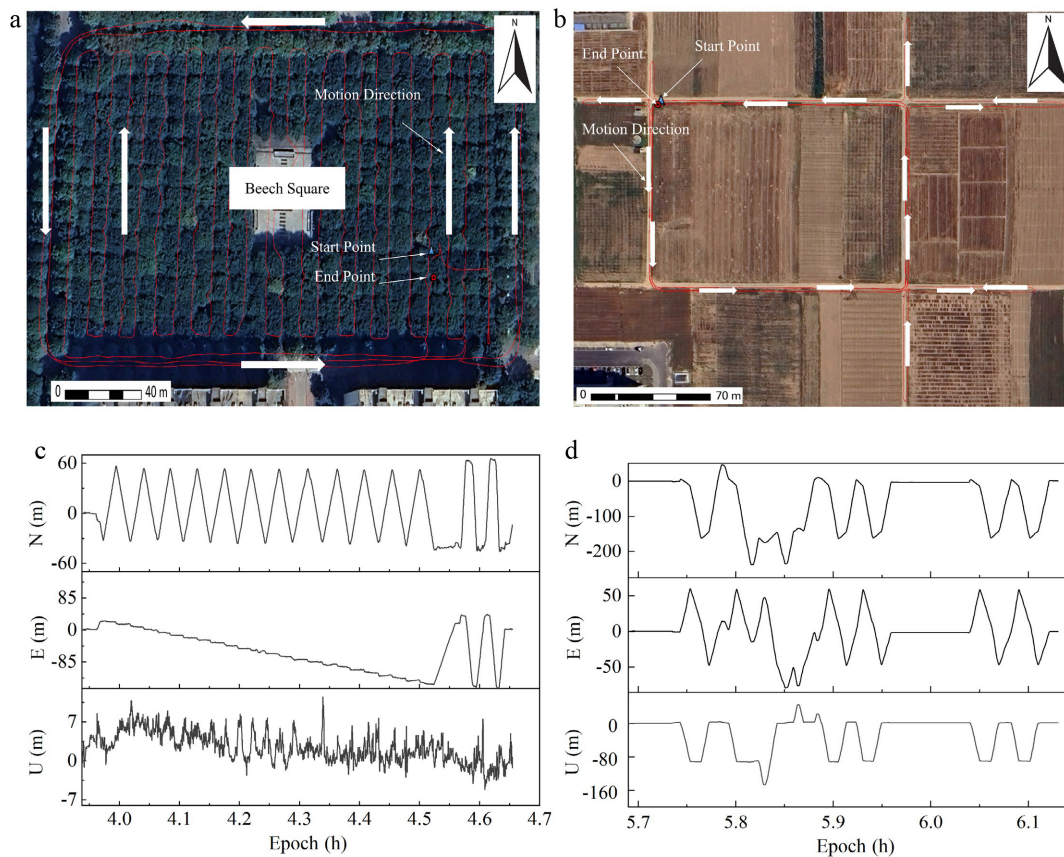 a
N
Motion Direction
Beech Square
Start Point
End Point
0 40 m
b
N
Start Point
End Point
Motion Direction
0 70 m
c
60
0
-60
N (m)
85
0
-85
E (m)
7
0
-7
U (m)
4.0 4.1 4.2 4.3 4.4 4.5 4.6 4.7
Epoch (h)
d
0
-100
-200
N (m)
50
0
-50
E (m)
0
-80
-160
U (m)
5.7 5.8 5.9 6.0 6.1
Epoch (h)